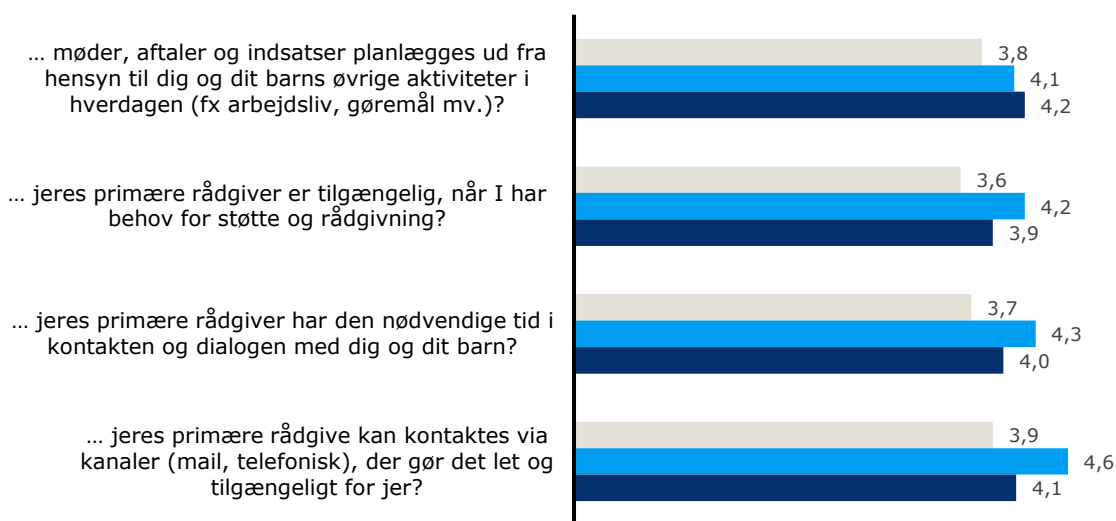 … møder, aftaler og indsatser planlægges ud fra
hensyn til dig og dit barns øvrige aktiviteter i
hverdagen (fx arbejdsliv, gøremål mv.)?
3,8
4,1
4,2
… jeres primære rådgiver er tilgængelig, når I har
behov for støtte og rådgivning?
3,6
4,2
3,9
… jeres primære rådgiver har den nødvendige tid i
kontakten og dialogen med dig og dit barn?
3,7
4,3
4,0
… jeres primære rådgive kan kontaktes via
kanaler (mail, telefonisk), der gør det let og
tilgængeligt for jer?
3,9
4,6
4,1